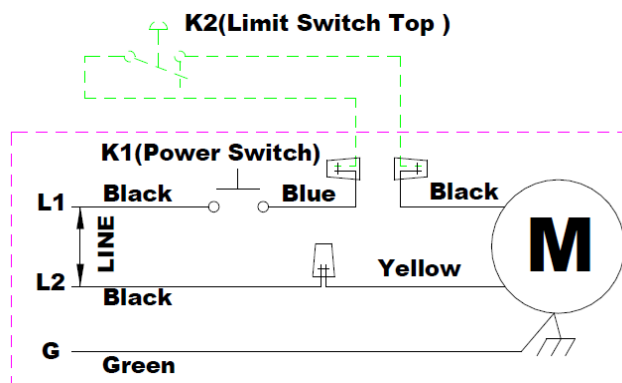 K2(Limit Switch Top )
K1(Power Switch)
L1 Black Blue Black
LINE
M
L2 Black Yellow
G Green